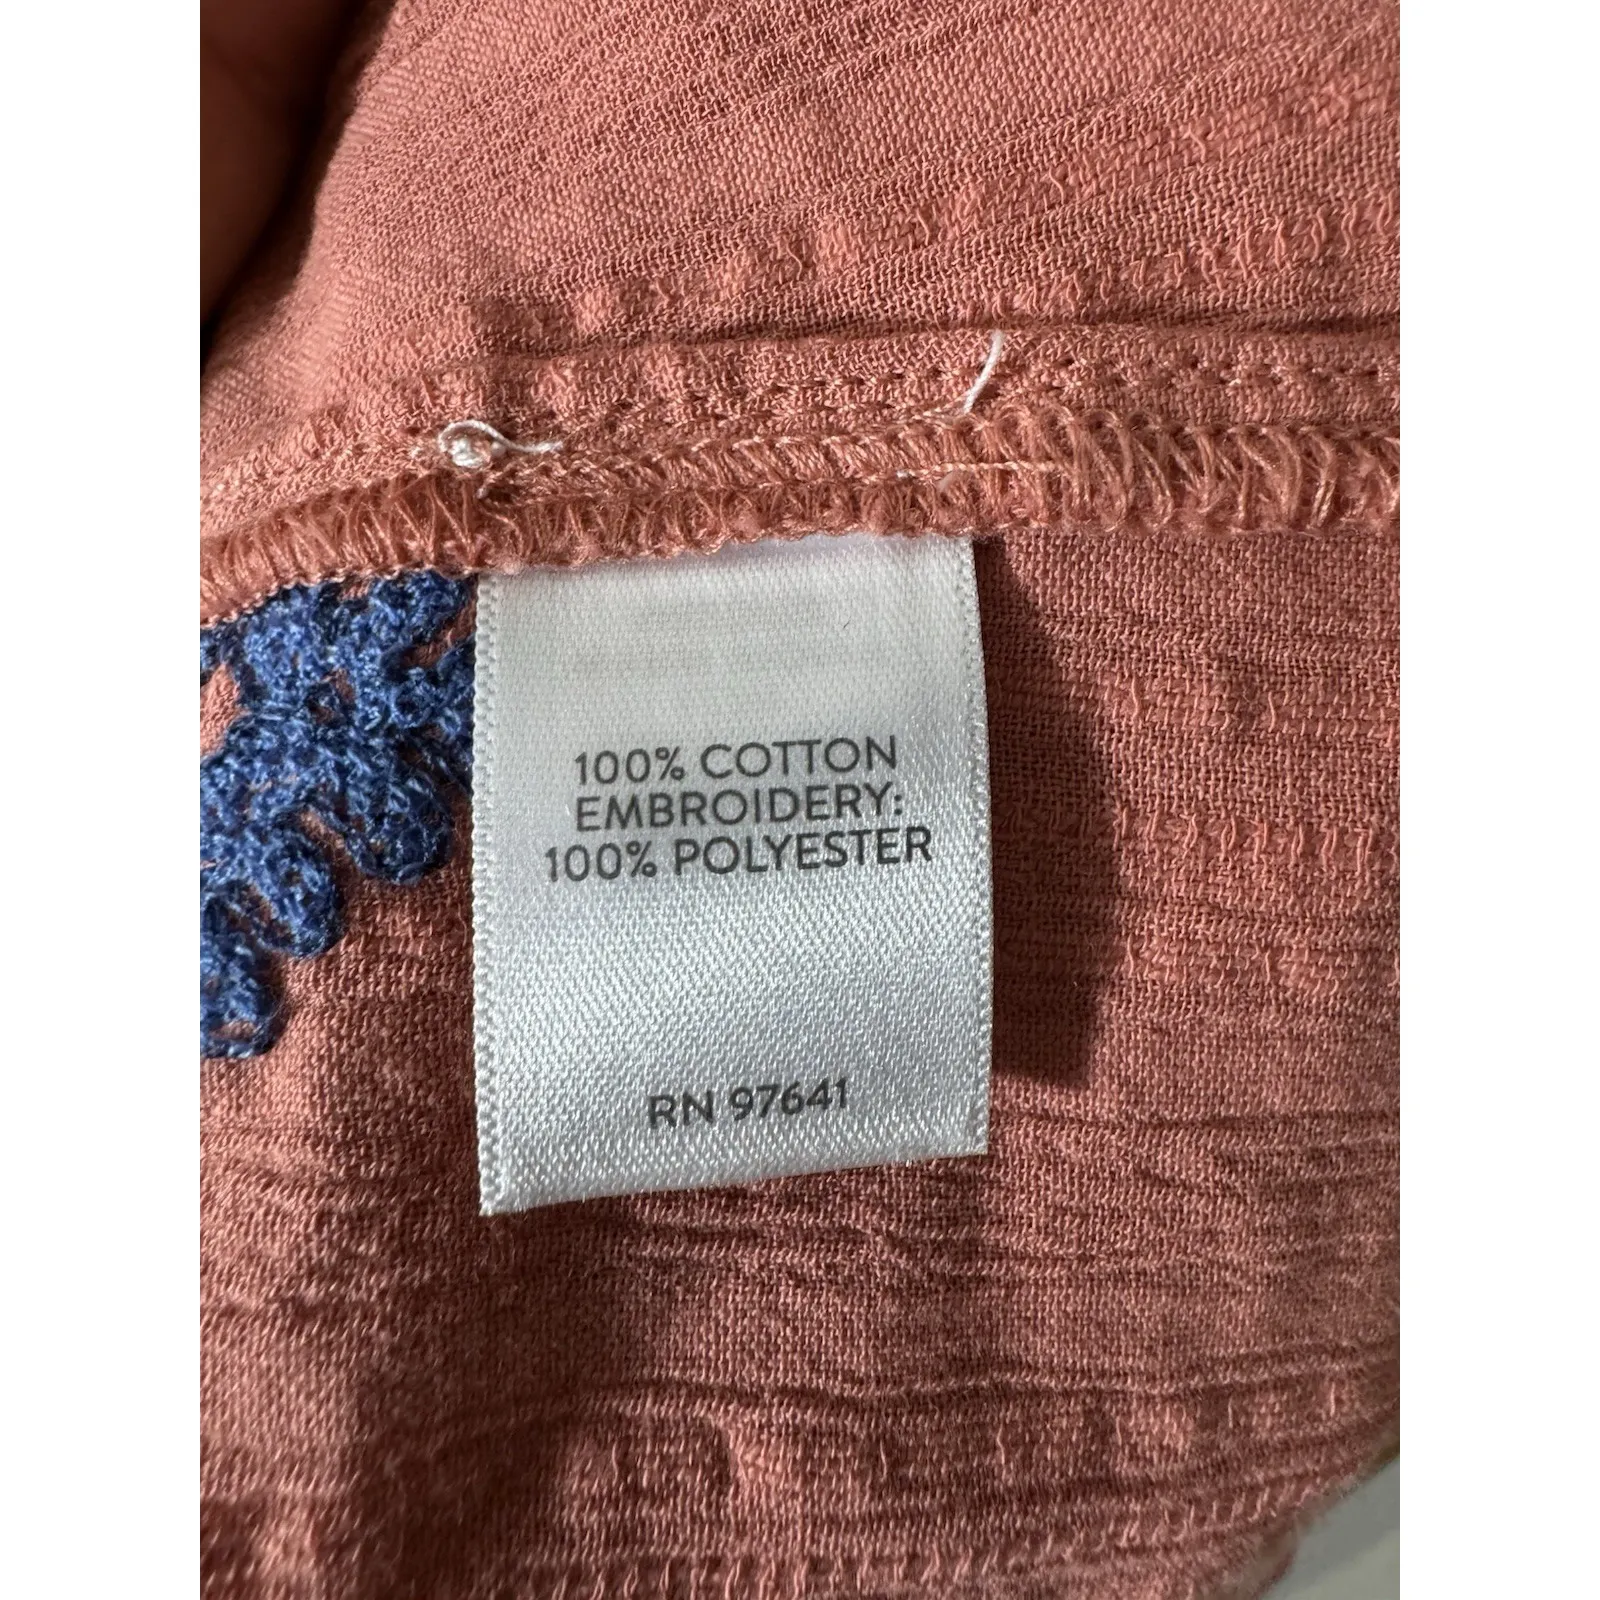 100% COTTON
EMBROIDERY:
100% POLYESTER
RN 97641